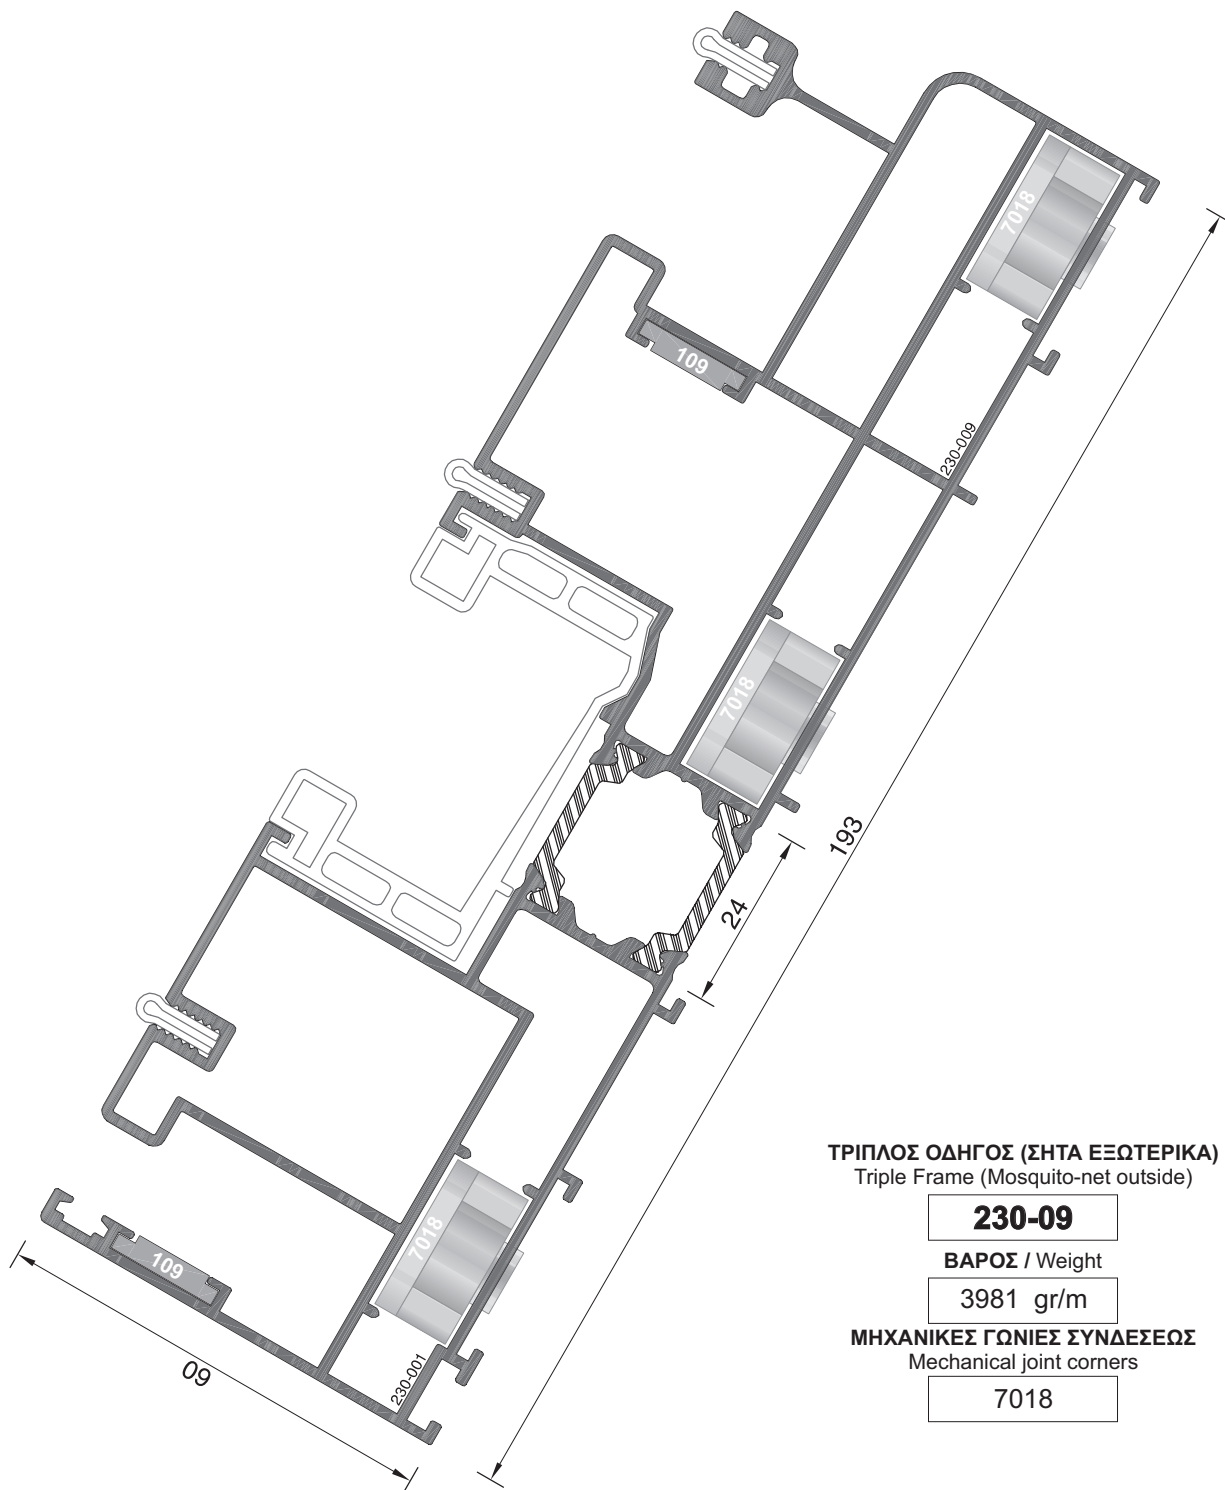 7018
109
230-009
7018
193
24
7018
109
60
230-001
ΤΡΙΠΛΟΣ ΟΔΗΓΟΣ (ΣΗΤΑ ΕΞΩΤΕΡΙΚΑ)
Triple Frame (Mosquito-net outside)
230-09
ΒΑΡΟΣ / Weight
3981 gr/m
ΜΗΧΑΝΙΚΕΣ ΓΩΝΙΕΣ ΣΥΝΔΕΣΕΩΣ
Mechanical joint corners
7018